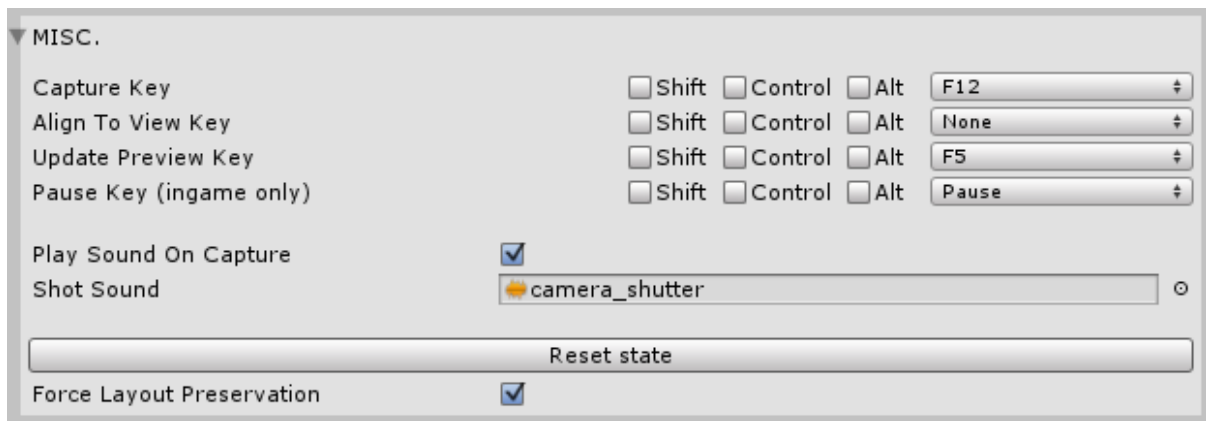 MISC.
Capture Key Shift Control Alt F12
Align To View Key Shift Control Alt None
Update Preview Key Shift Control Alt F5
Pause Key (ingame only) Shift Control Alt Pause
Play Sound On Capture
Shot Sound camera_shutter
Reset state
Force Layout Preservation